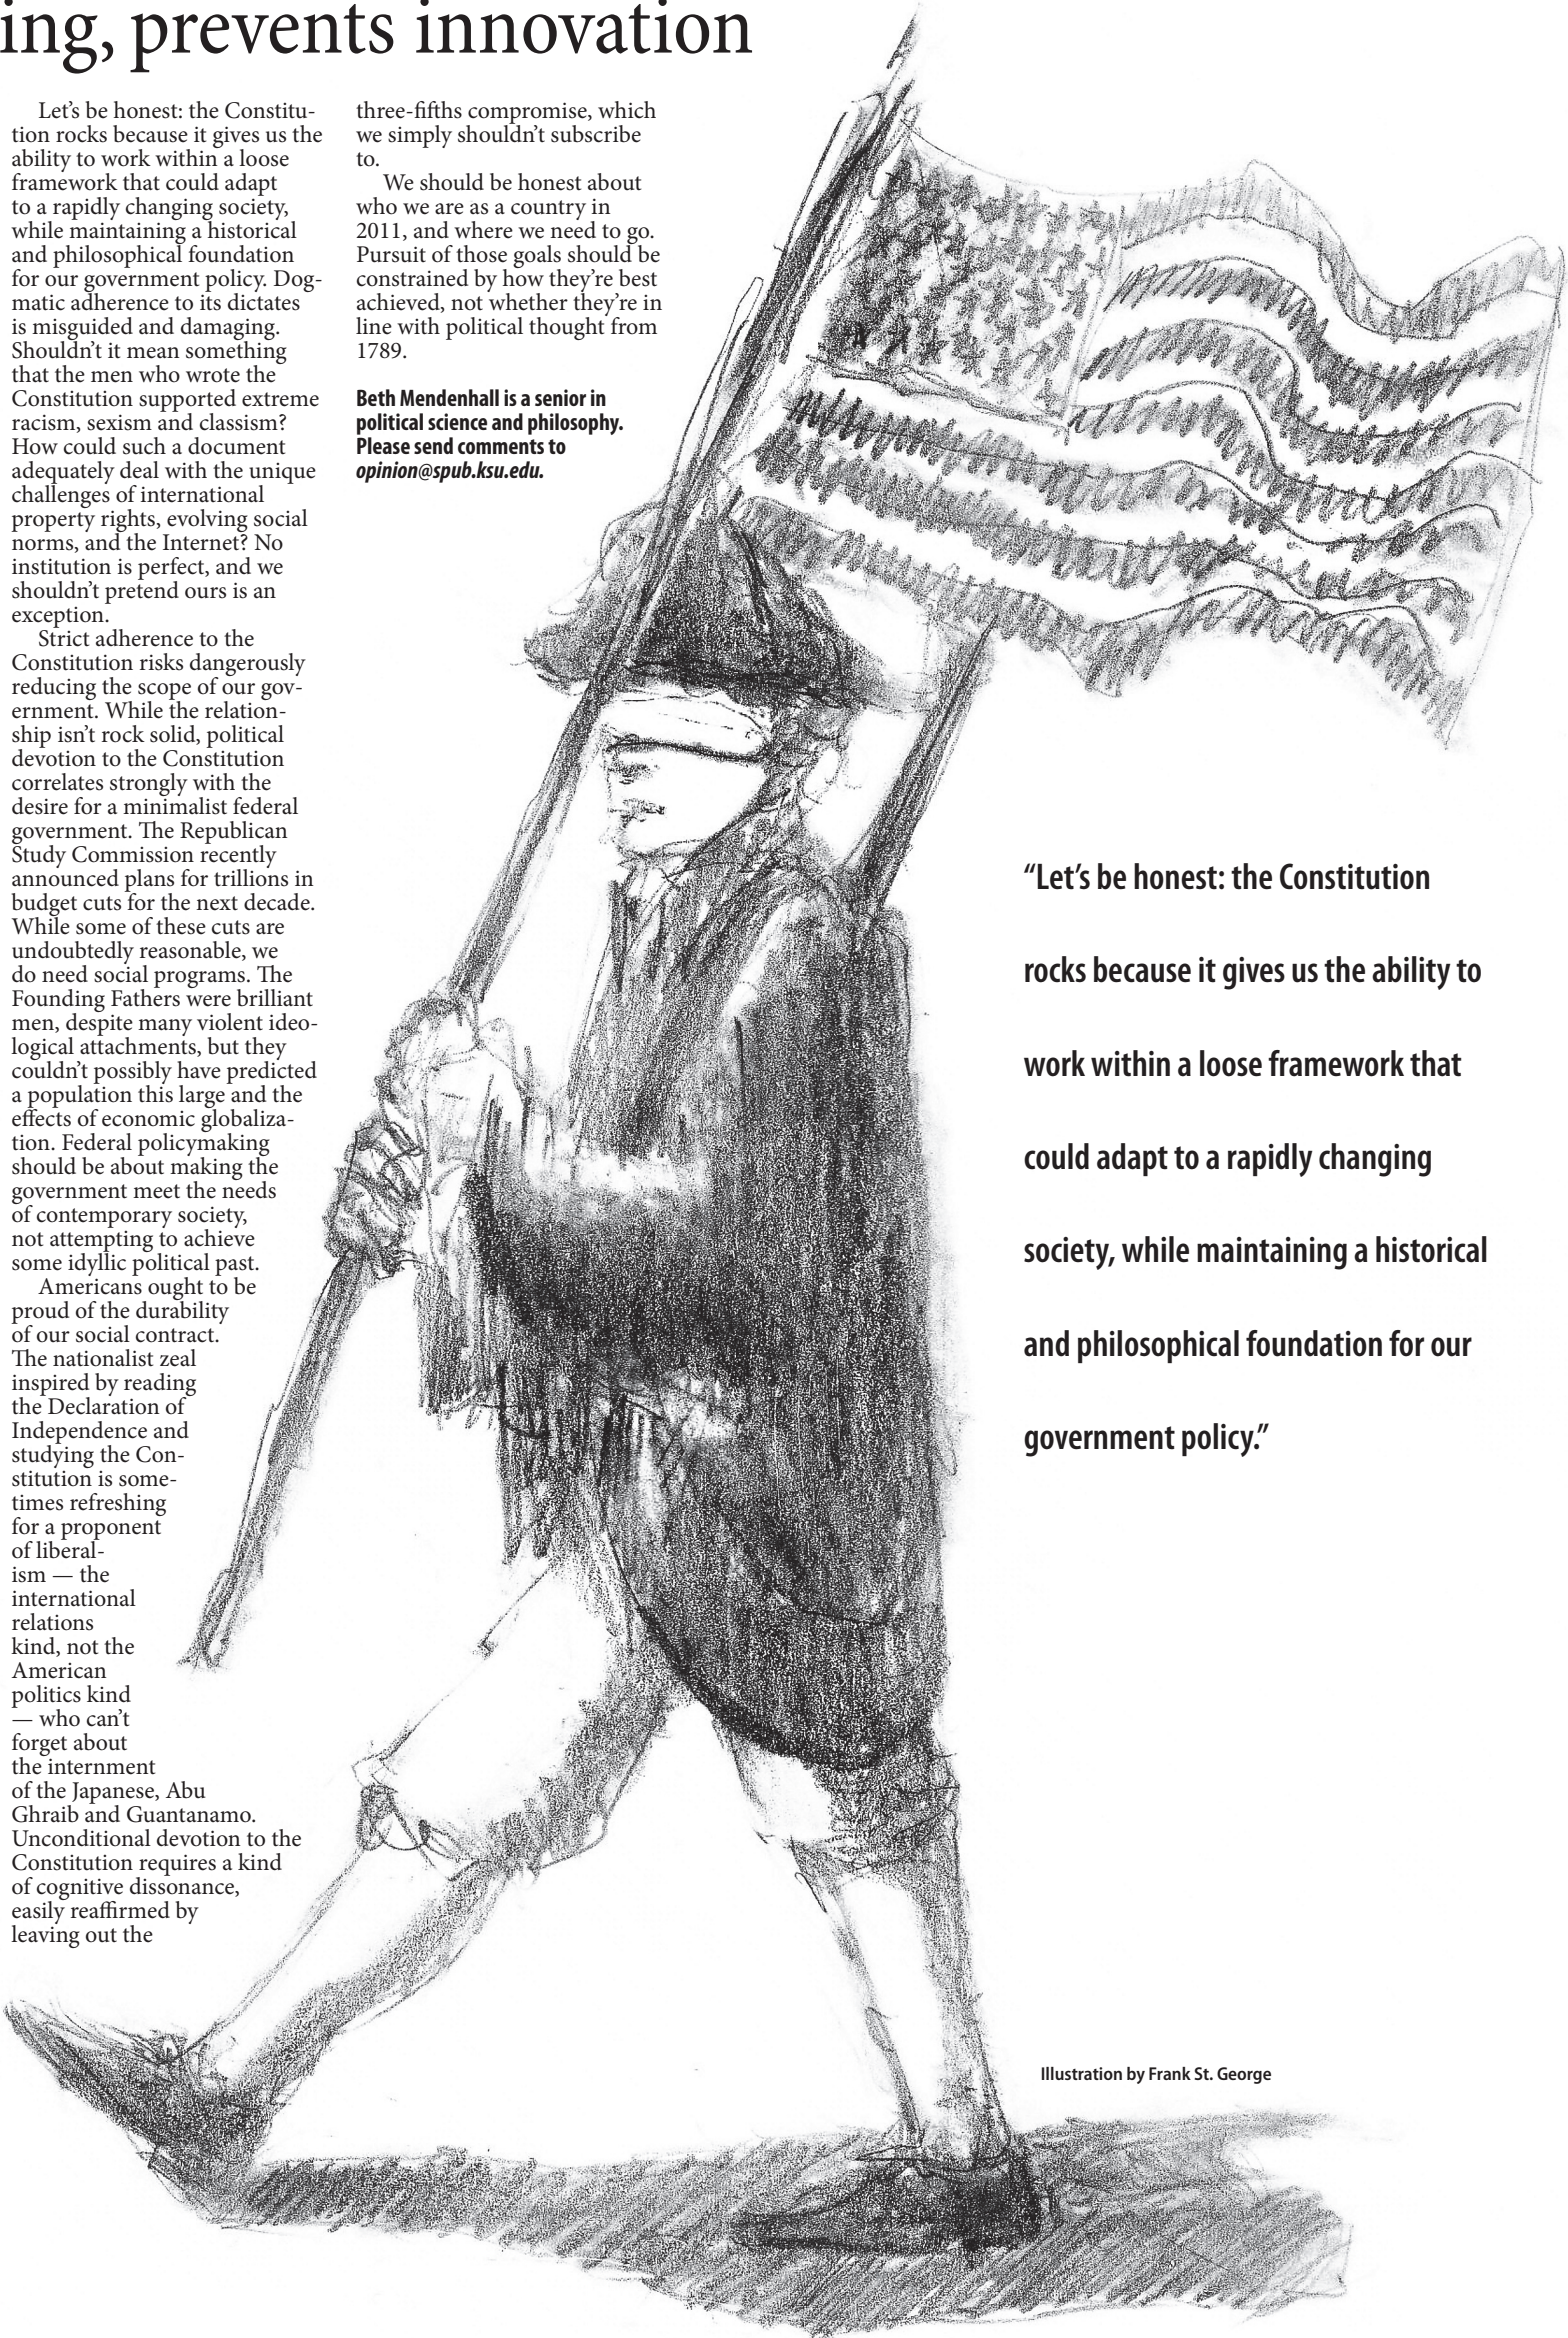 ing, prevents innovation
Let's be honest: the Constitu-
tion rocks because it gives us the
ability to work within a loose
framework that could adapt
to a rapidly changing society,
while maintaining a historical
and philosophical foundation
for our government policy. Dog-
matic adherence to its dictates
is misguided and damaging.
Shouldn't it mean something
that the men who wrote the
Constitution supported extreme
racism, sexism and classism?
How could such a document
adequately deal with the unique
challenges of international
property rights, evolving social
norms, and the Internet? No
institution is perfect, and we
shouldn't pretend ours is an
exception.
Strict adherence to the
Constitution risks dangerously
reducing the scope of our gov-
ernment. While the relation-
ship isn't rock solid, political
devotion to the Constitution
correlates strongly with the
desire for a minimalist federal
government. The Republican
Study Commission recently
announced plans for trillions in
budget cuts for the next decade.
While some of these cuts are
undoubtedly reasonable, we
do need social programs. The
Founding Fathers were brilliant
men, despite many violent ideo-
logical attachments, but they
couldn't possibly have predicted
a population this large and the
effects of economic globaliza-
tion. Federal policymaking
should be about making the
government meet the needs
of contemporary society,
not attempting to achieve
some idyllic political past.
Americans ought to be
proud of the durability
of our social contract.
The nationalist zeal
inspired by reading
the Declaration of
Independence and
studying the Con-
stitution is some-
times refreshing
for a proponent
of liberal-
ism — the
international
relations
kind, not the
American
politics kind
— who can't
forget about
the internment
of the Japanese, Abu
Ghraib and Guantanamo.
Unconditional devotion to the
Constitution requires a kind
of cognitive dissonance,
easily reaffirmed by
leaving out the
three-fifths compromise, which
we simply shouldn't subscribe
to.
We should be honest about
who we are as a country in
2011, and where we need to go.
Pursuit of those goals should be
constrained by how they're best
achieved, not whether they're in
line with political thought from
1789.
Beth Mendenhall is a senior in
political science and philosophy.
Please send comments to
opinion@spub.ksu.edu.
“Let's be honest: the Constitution
rocks because it gives us the ability to
work within a loose framework that
could adapt to a rapidly changing
society, while maintaining a historical
and philosophical foundation for our
government policy.”
Illustration by Frank St. George